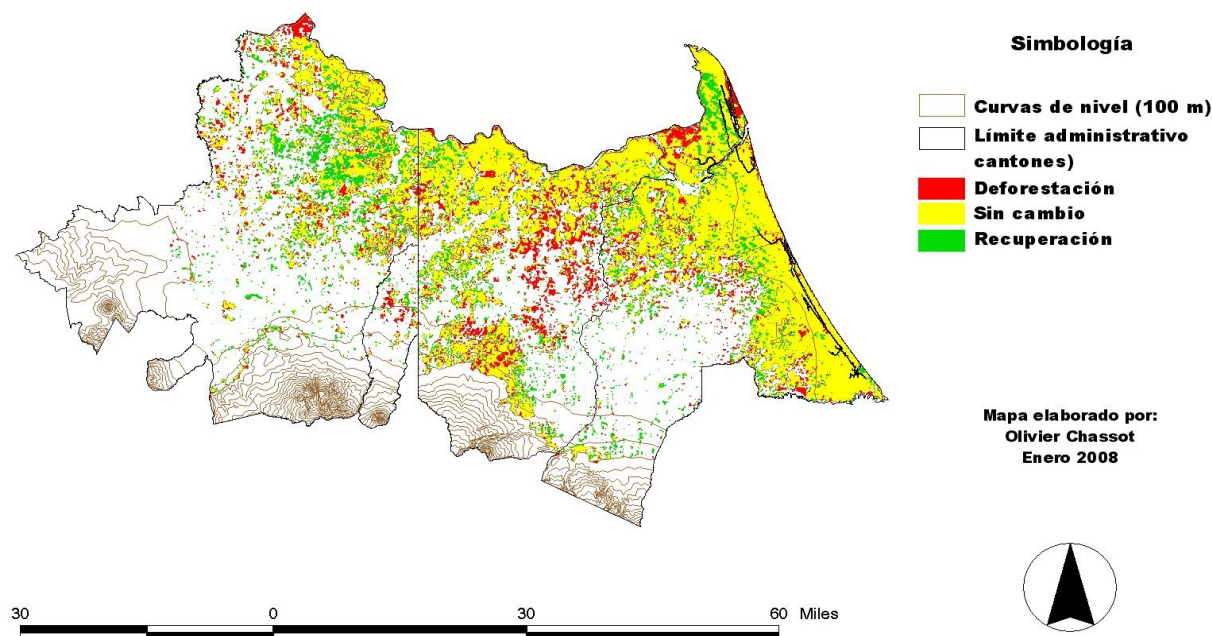 Simbología
Curvas de nivel (100 m)
Límite administrativo
cantones)
Deforestación
Sin cambio
Recuperación
Mapa elaborado por:
Olivier Chassot
Enero 2008
30 0 30 60 Miles